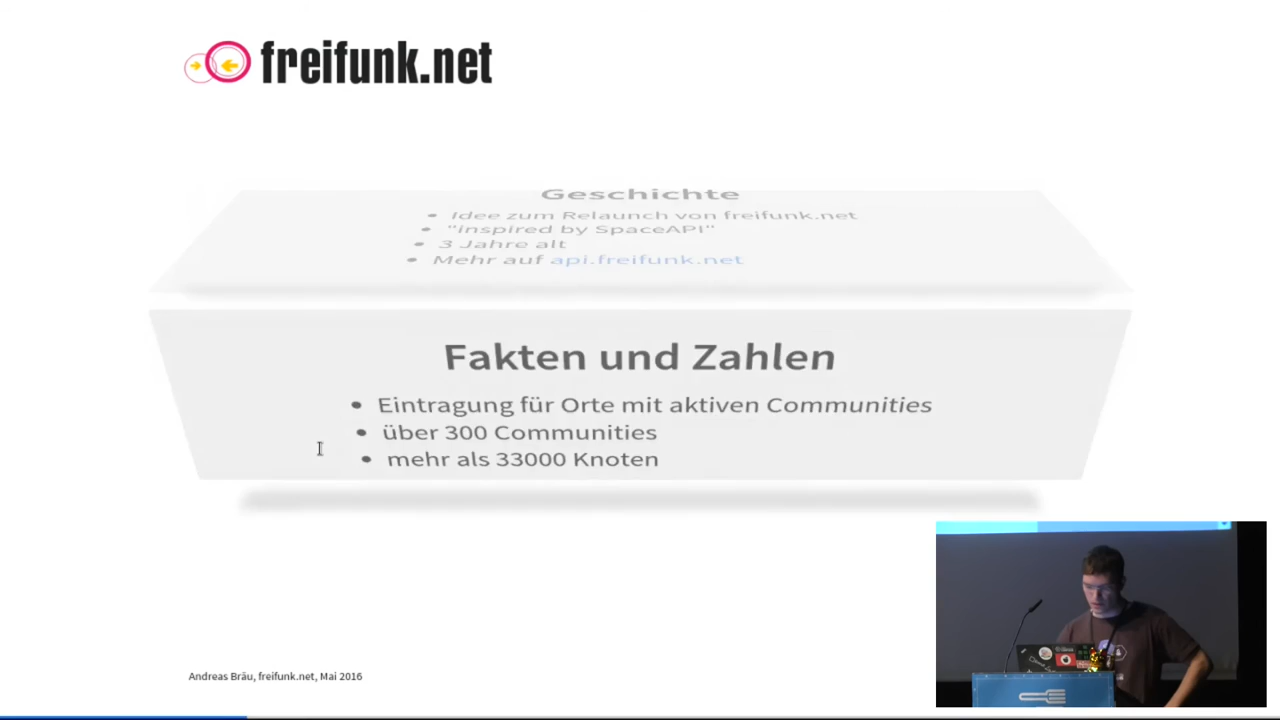 freifunk.net
Geschichte
• Idee zum Relaunch von freifunk.net
• "inspired by SpaceAPI"
• 3 Jahre alt
• Mehr auf api.freifunk.net
Fakten und Zahlen
• Eintragung für Orte mit aktiven Communities
• über 300 Communities
• mehr als 33000 Knoten
Andreas Bräu, freifunk.net, Mai 2016